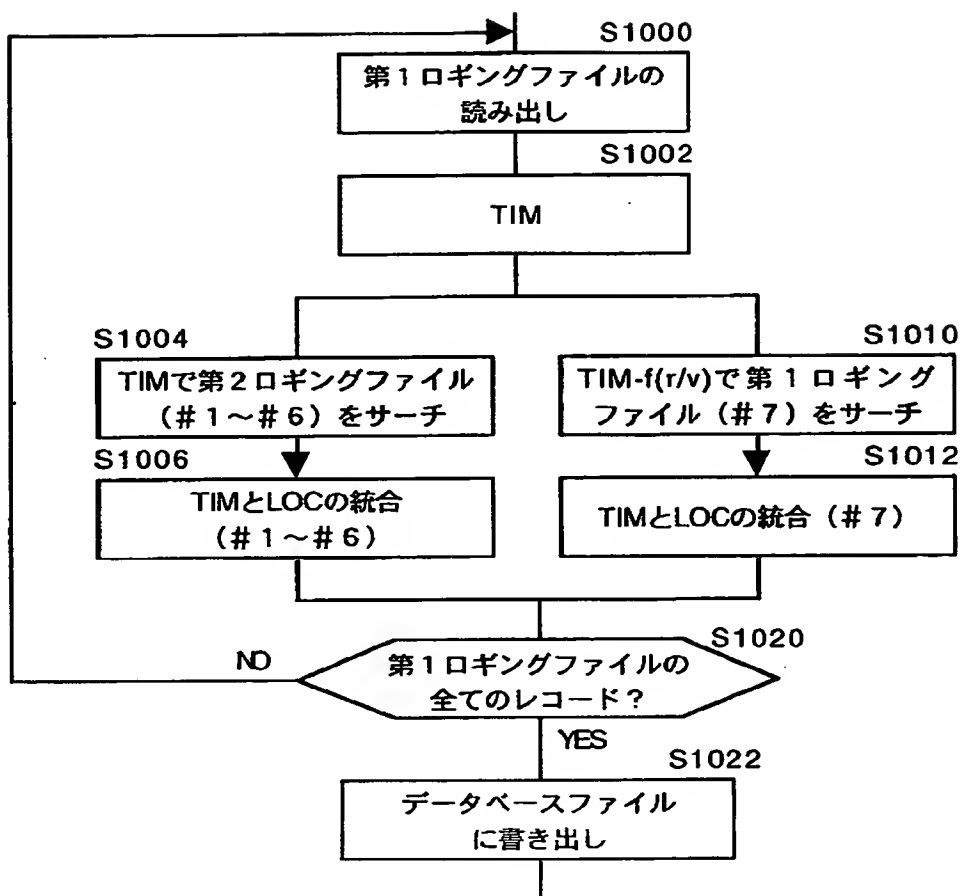 S1000
第1ロギングファイルの
読み出し
S1002
TIM
S1004
TIMで第2ロギングファイル
(#1~#6)をサーチ
S1006
TIMとLOCの統合
(#1~#6)
S1010
TIM-f(r/v)で第1ロギング
ファイル(#7)をサーチ
S1012
TIMとLOCの統合(#7)
S1020
第1ロギングファイルの
全てのレコード?
NO
YES
S1022
データベースファイル
に書き出し